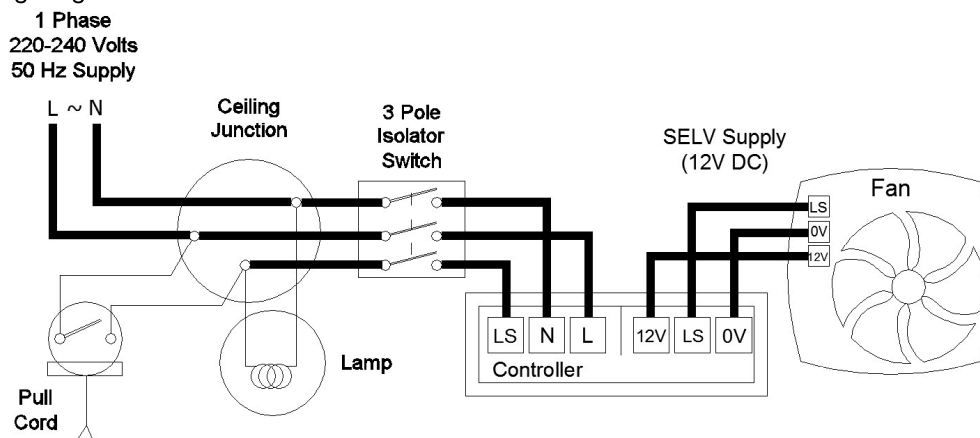 1 Phase
220-240 Volts
50 Hz Supply
L ~ N
Ceiling
Junction
3 Pole
Isolator
Switch
SELV Supply
(12V DC)
Fan
LS
0V
12V
LS N L 12V LS 0V
Controller
Lamp
Pull
Cord